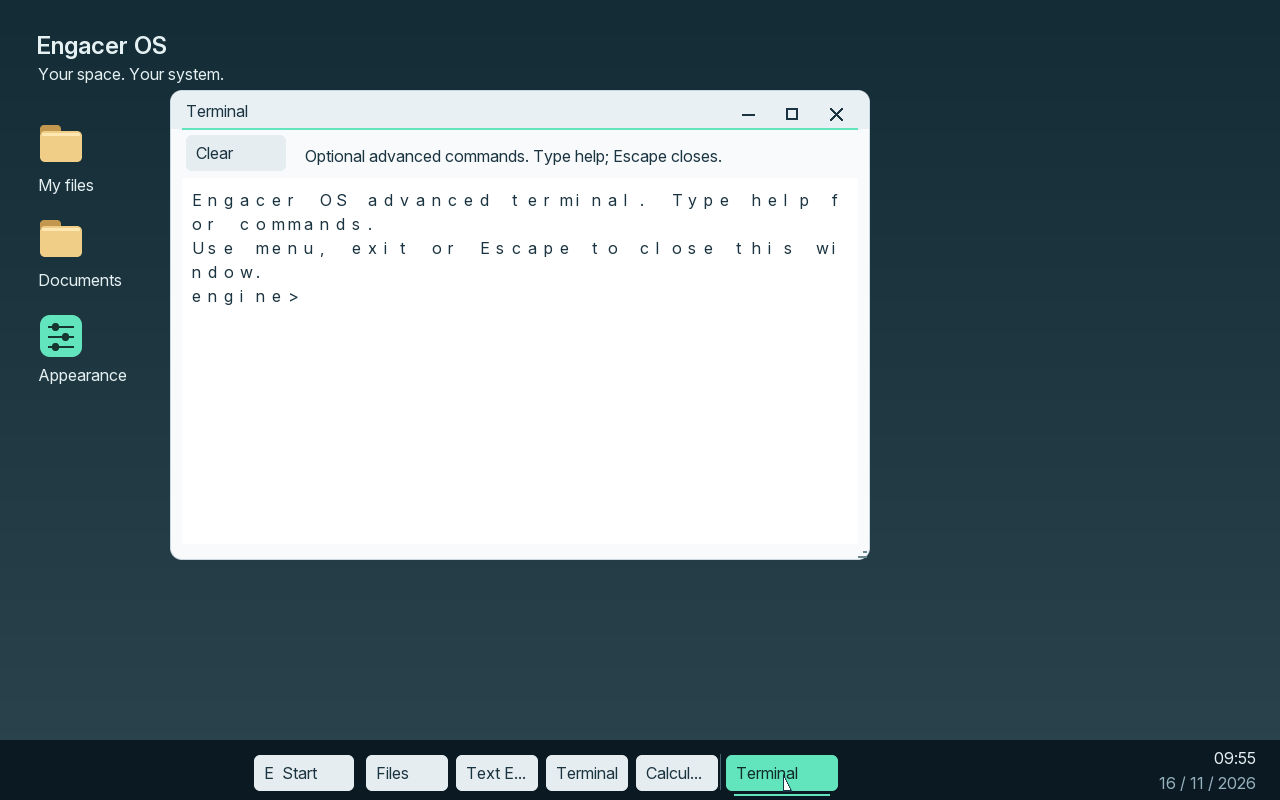 Engacer OS
Your space. Your system.
Terminal
Clear
Optional advanced commands. Type help; Escape closes.
My files
Documents
Appearance
Engacer OS advanced terminal. Type help f
or commands.
Use menu, exit or Escape to close this wi
ndow.
engine>
E Start
Files
Text E...
Terminal
Calcul...
Terminal
09:55
16 / 11 / 2026